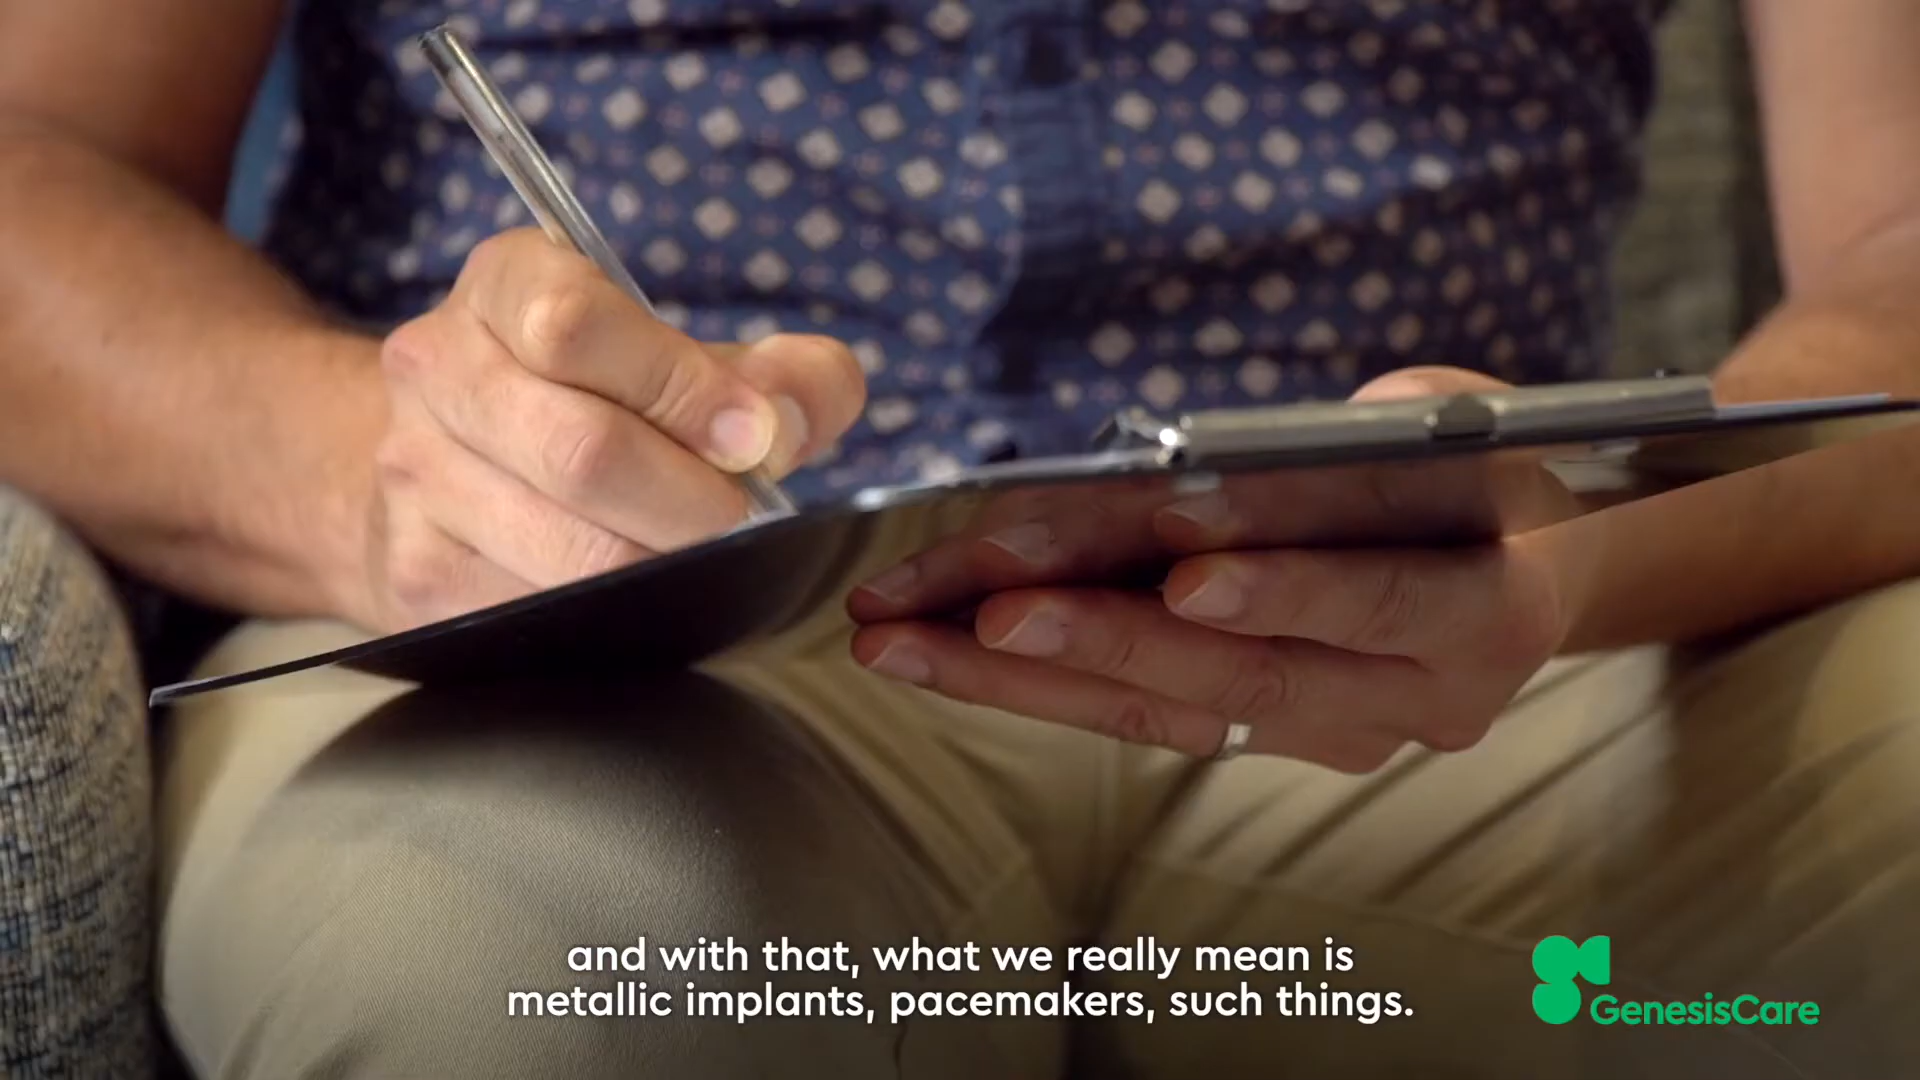 and with that, what we really mean is
metallic implants, pacemakers, such things.
GenesisCare